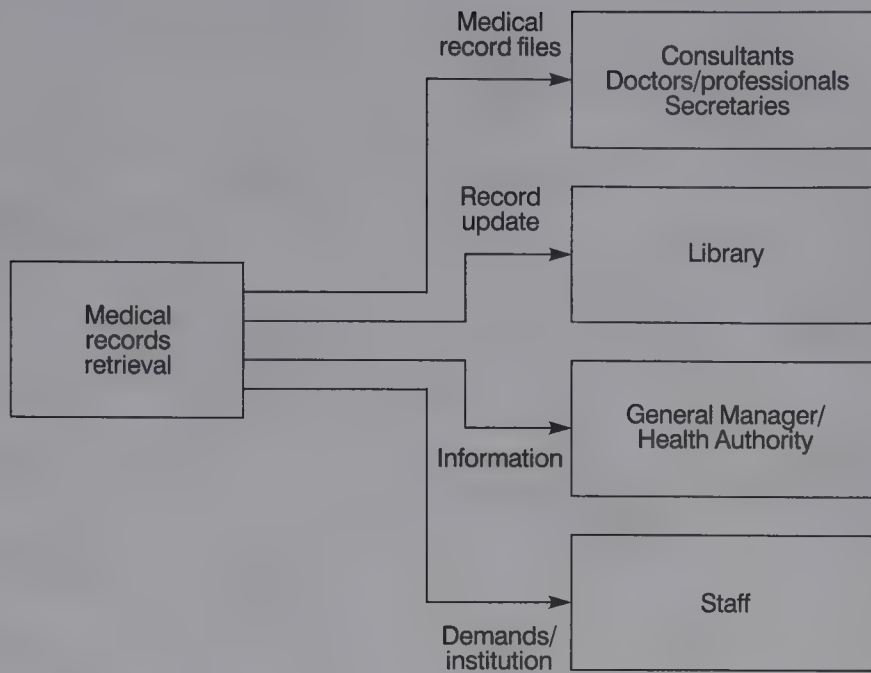 Medical
record files
Consultants
Doctors/professionals
Secretaries
Record
update
Library
Medical
records
retrieval
General Manager/
Health Authority
Information
Staff
Demands/
institution